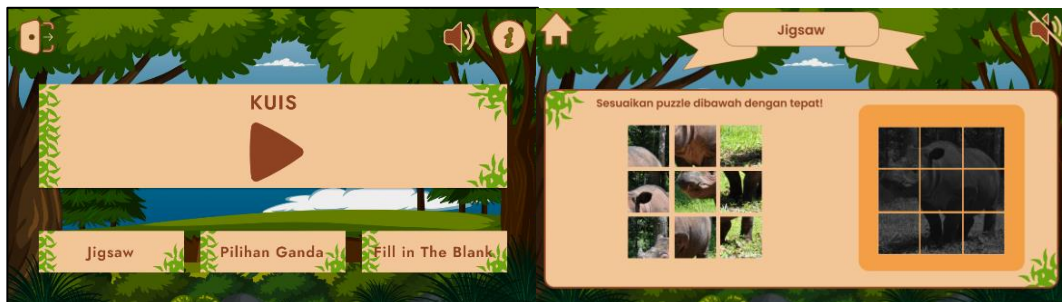 KUIS
Jigsaw
Pilihan Ganda
Fill in The Blank
Jigsaw
Sesuaikan puzzle dibawah dengan tepat!